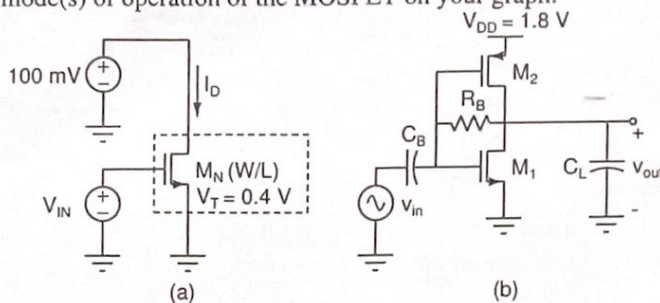 mode(s) of operation of the MOSFET on your graph.
V_DD = 1.8 V
100 mV
I_D
M_2
R_B
C_B
M_N (W/L)
V_T = 0.4 V
M_1
C_L
V_out
V_IN
v_in
(a)
(b)